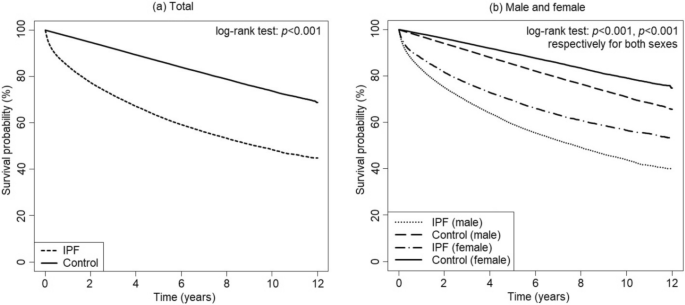 (a) Total
log-rank test: p<0.001
Survival probability (%)
100
80
60
40
20
0
IPF
Control
0 2 4 6 8 10 12
Time (years)
(b) Male and female
log-rank test: p<0.001, p<0.001
respectively for both sexes
Survival probability (%)
100
80
60
40
20
0
IPF (male)
Control (male)
IPF (female)
Control (female)
0 2 4 6 8 10 12
Time (years)